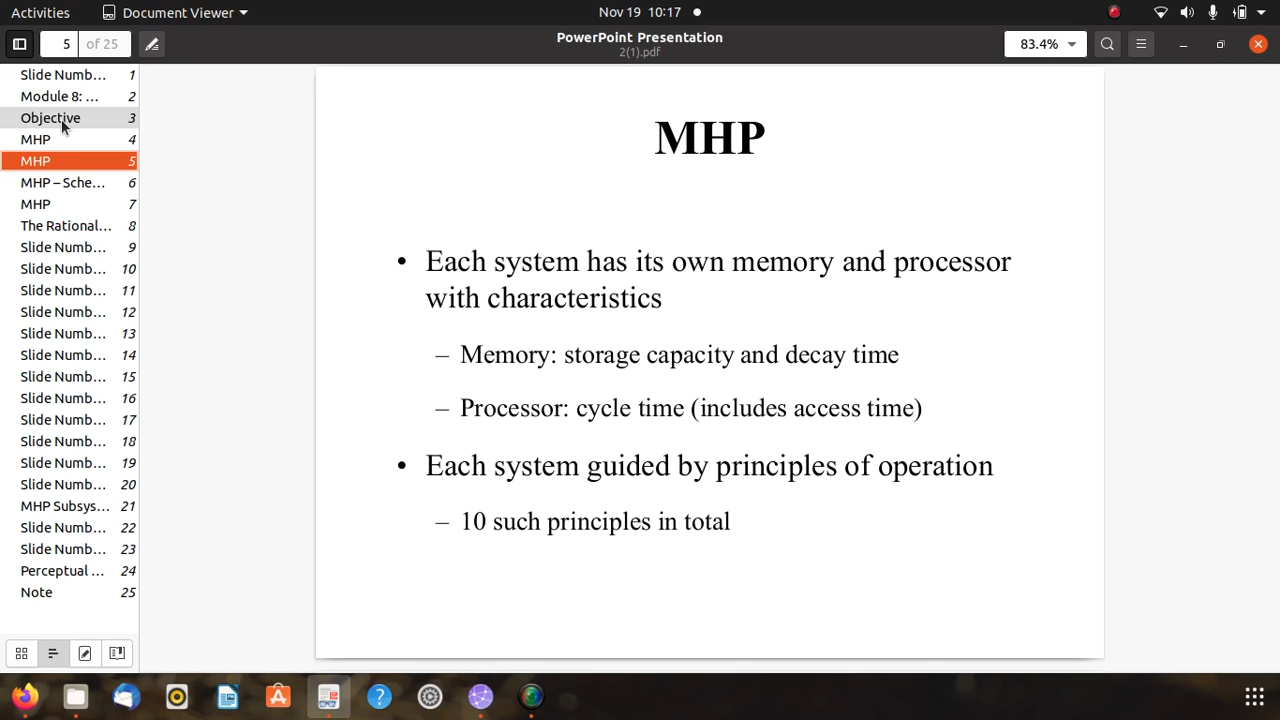 Activities
Document Viewer
Nov 19 10:17
5 of 25
PowerPoint Presentation
2(1).pdf
83.4%
Slide Numb... 1
Module 8: ... 2
Objective 3
MHP 4
MHP 5
MHP – Sche... 6
MHP 7
The Rational... 8
Slide Numb... 9
Slide Numb... 10
Slide Numb... 11
Slide Numb... 12
Slide Numb... 13
Slide Numb... 14
Slide Numb... 15
Slide Numb... 16
Slide Numb... 17
Slide Numb... 18
Slide Numb... 19
Slide Numb... 20
MHP Subsys... 21
Slide Numb... 22
Slide Numb... 23
Perceptual ... 24
Note 25
MHP
• Each system has its own memory and processor
with characteristics
– Memory: storage capacity and decay time
– Processor: cycle time (includes access time)
• Each system guided by principles of operation
– 10 such principles in total